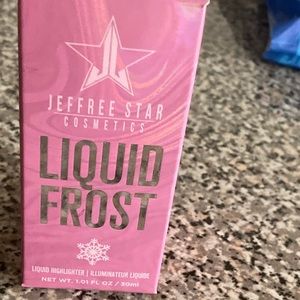 JEFFREE STAR
COSMETICS
LIQUID
FROST
LIQUID HIGHLIGHTER | ILLUMINATEUR LIQUIDE
NET WT. 1.01 FL OZ / 30ml